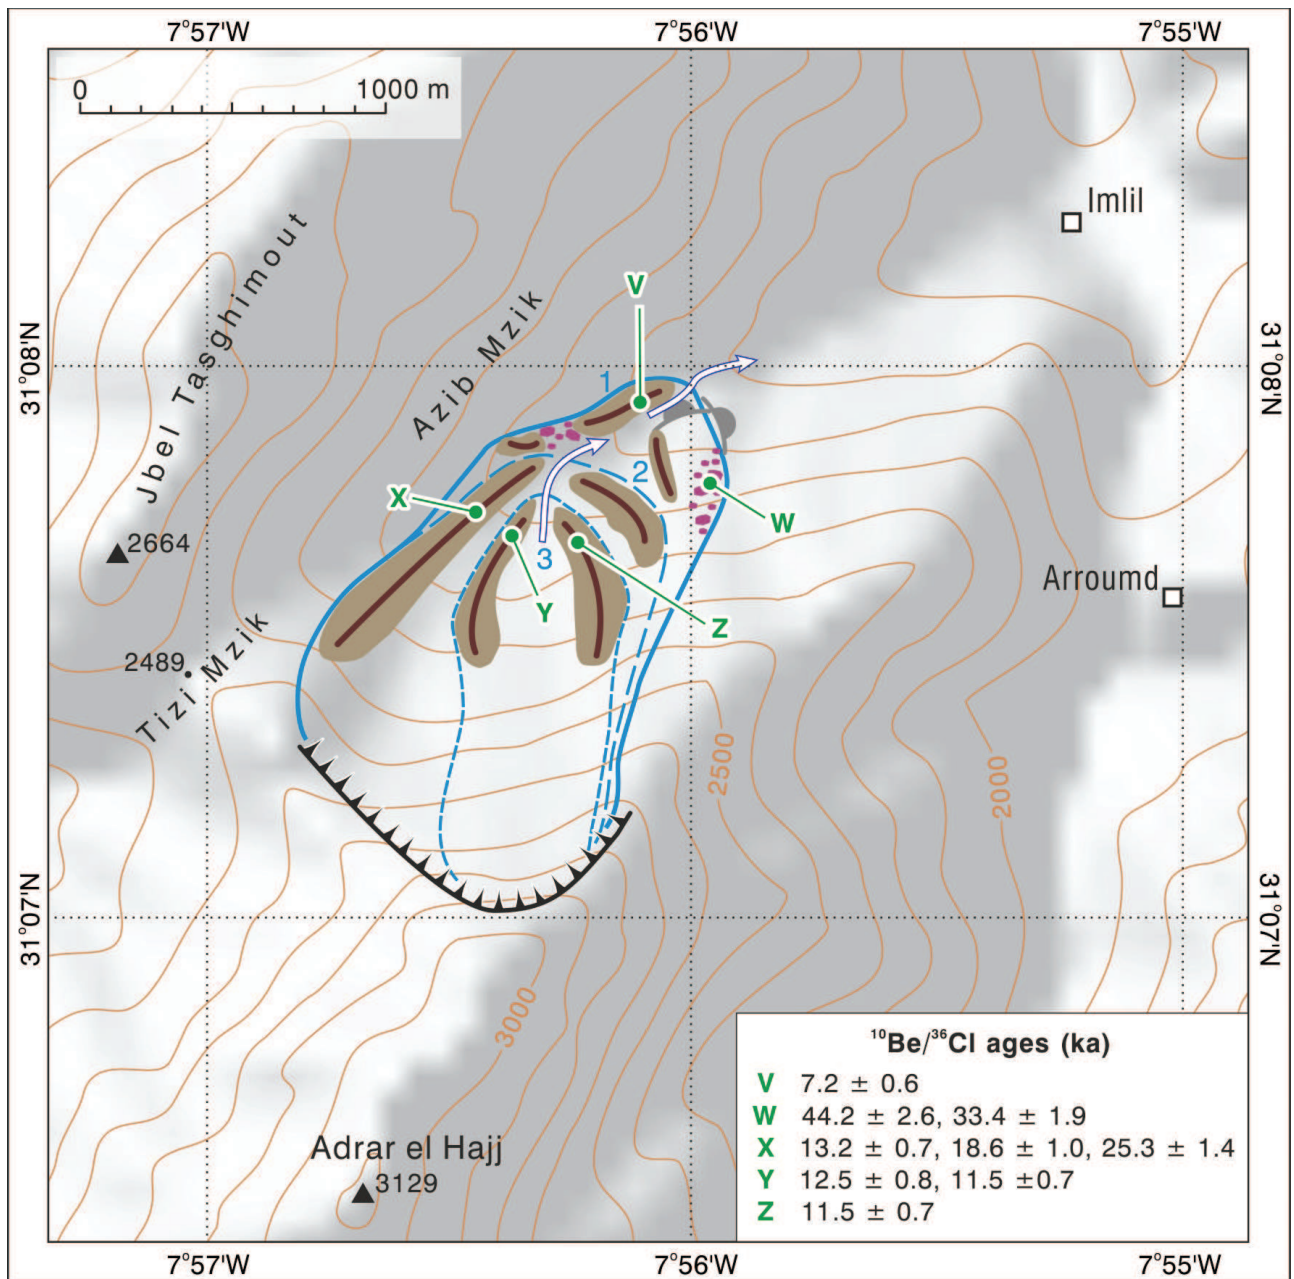 7°57'W 7°56'W 7°55'W
0 1000 m
Imlil
Jbel Tasghimout
Azib Mzik
V
31°08'N
31°08'N
1
2
X
W
2664
3
Arroumd
Y
Z
2489
Tizi Mzik
2500
2000
31°07'N
31°07'N
3000
Adrar el Hajj
3129
¹⁰Be/³⁶Cl ages (ka)
V 7.2 ± 0.6
W 44.2 ± 2.6, 33.4 ± 1.9
X 13.2 ± 0.7, 18.6 ± 1.0, 25.3 ± 1.4
Y 12.5 ± 0.8, 11.5 ±0.7
Z 11.5 ± 0.7
7°57'W 7°56'W 7°55'W